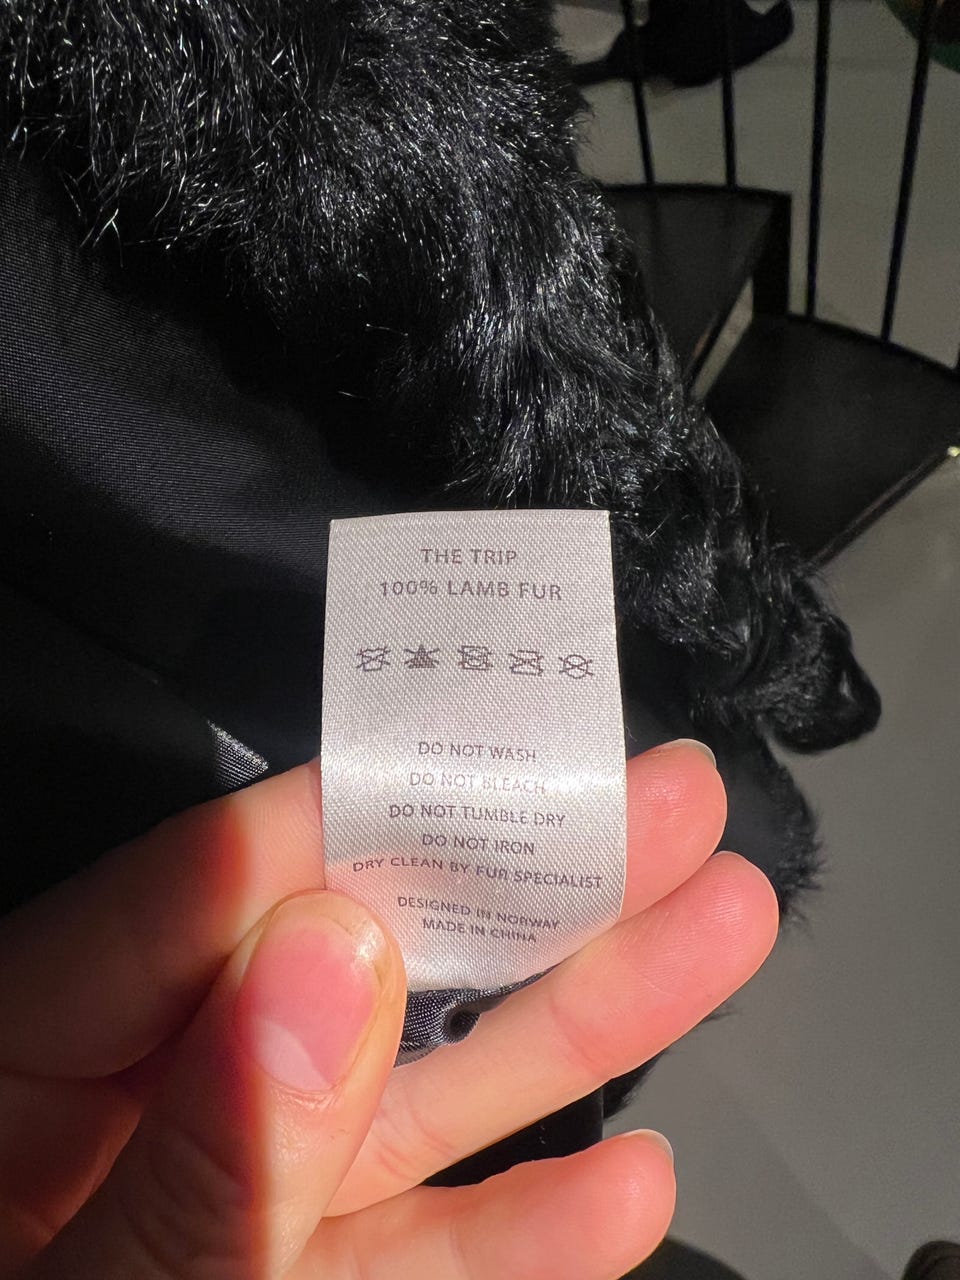 THE TRIP
100% LAMB FUR
DO NOT WASH
DO NOT BLEACH
DO NOT TUMBLE DRY
DO NOT IRON
DRY CLEAN BY FUR SPECIALIST
DESIGNED IN NORWAY
MADE IN CHINA